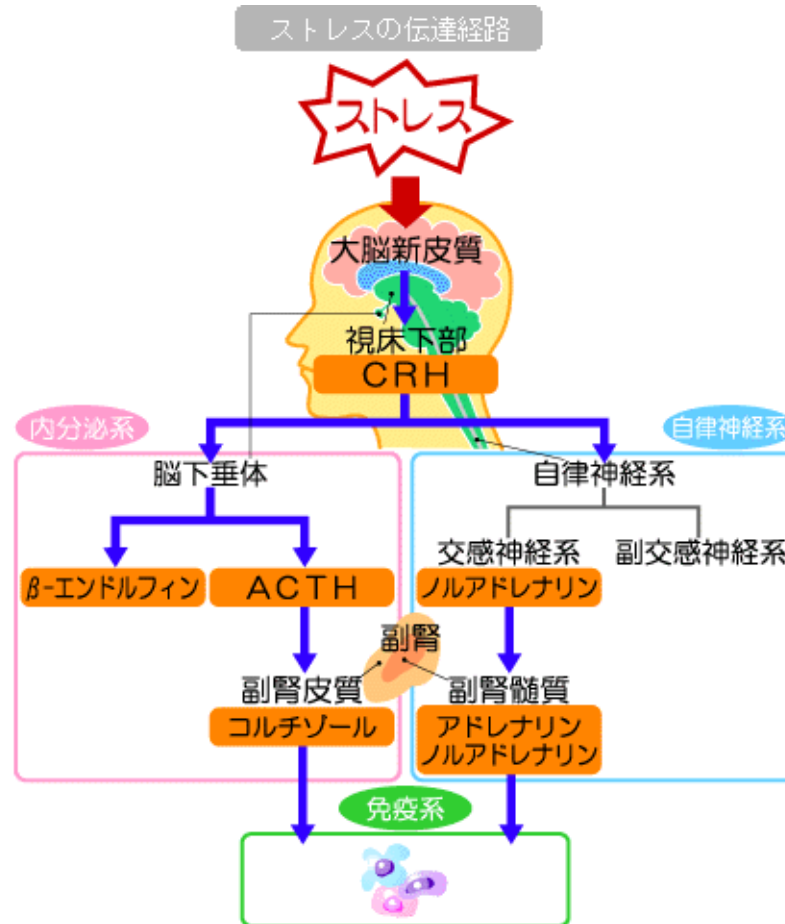 ストレスの伝達経路
ストレス
大脳新皮質
視床下部
CRH
内分泌系
自律神経系
脳下垂体
自律神経系
交感神経系
副交感神経系
β-エンドルフィン
ACTH
ノルアドレナリン
副腎
副腎皮質
副腎髄質
コルチゾール
アドレナリン
ノルアドレナリン
免疫系